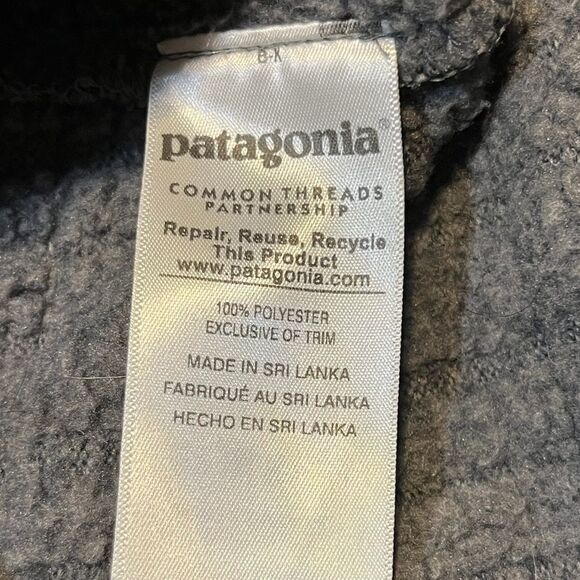 B-X
patagonia®
COMMON THREADS
PARTNERSHIP
Repair, Reuse, Recycle
This Product
www.patagonia.com
100% POLYESTER
EXCLUSIVE OF TRIM
MADE IN SRI LANKA
FABRIQUÉ AU SRI LANKA
HECHO EN SRI LANKA